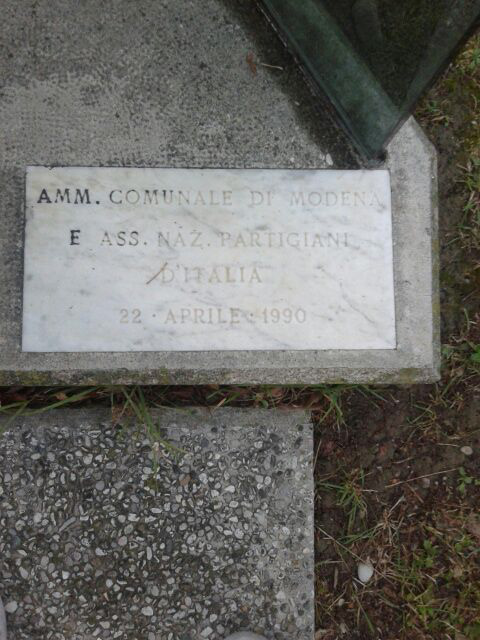 AMM. COMUNALE DI MODENA
E ASS. NAZ. PARTIGIANI
D'ITALIA
22 · APRILE · 1990